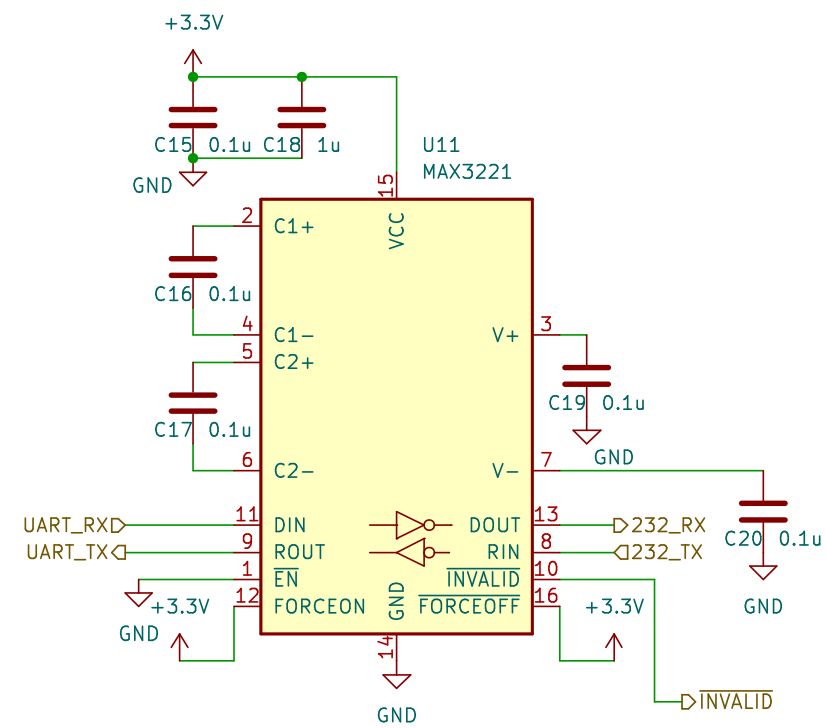 +3.3V
C15 0.1u C18 1u
GND
U11
MAX3221
15
VCC
2 C1+
C16 0.1u
4 C1-
5 C2+
V+ 3
C17 0.1u
C19 0.1u
GND
6 C2-
V- 7
UART_RX 11 DIN
DOUT 13 232_RX
UART_TX 9 ROUT
RIN 8 232_TX
C20 0.1u
1 EN
INVALID 10
12 FORCEON
FORCEOFF 16
GND
+3.3V
+3.3V
GND
GND
14
GND
INVALID